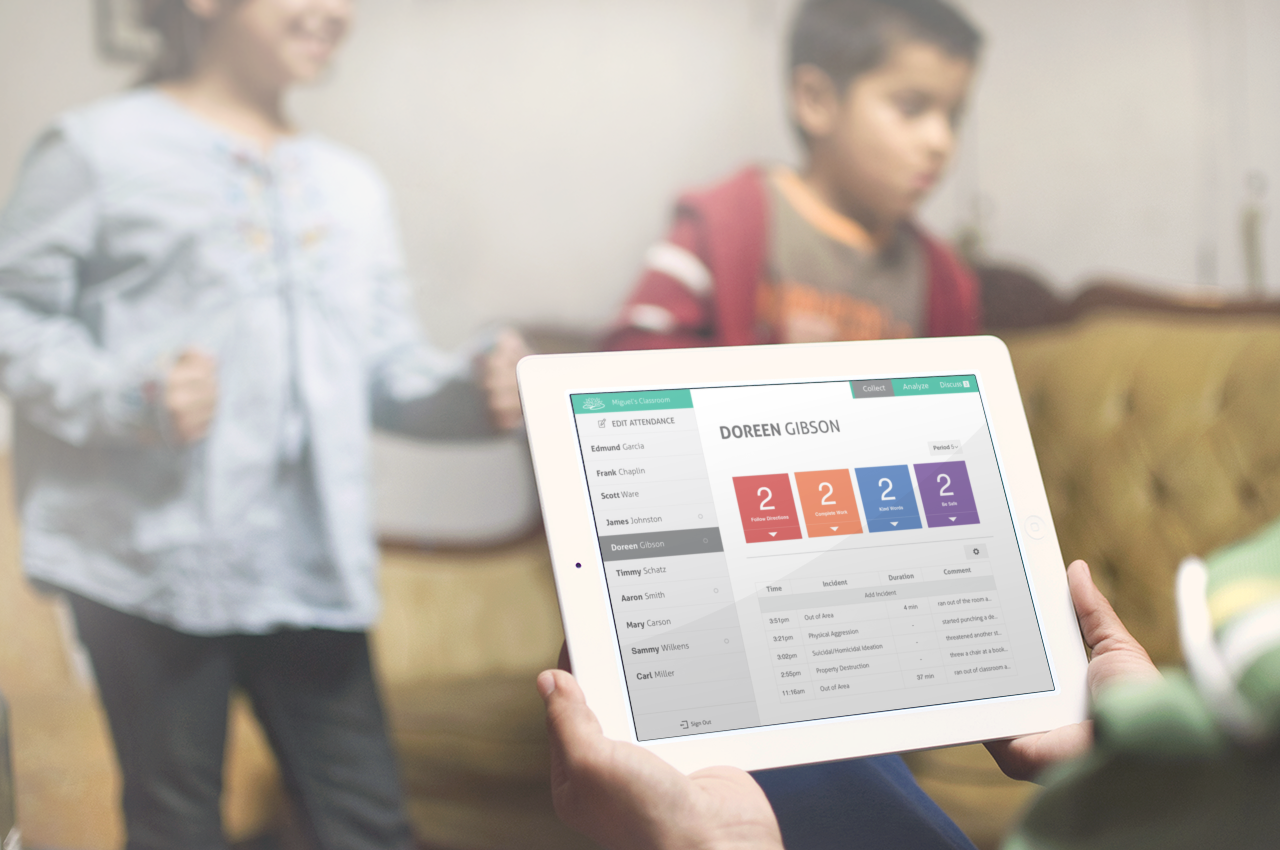 Miguel's Classroom
Collect
Analyze
Discuss
EDIT ATTENDANCE
Edmund Garcia
Frank Chaplin
Scott Ware
James Johnston
Doreen Gibson
Timmy Schatz
Aaron Smith
Mary Carson
Sammy Wilkens
Carl Miller
Sign Out
DOREEN GIBSON
Period 5
2
Follow Directions
2
Complete Work
2
Kind Words
2
Be Safe
Time Incident Duration Comment
Add Incident
3:51pm Out of Area 4 min ran out of the room a...
3:21pm Physical Aggression - started punching a de...
3:02pm Suicidal/Homicidal Ideation - threatened another st...
2:55pm Property Destruction - threw a chair at a book...
11:16am Out of Area 37 min ran out of classroom a...